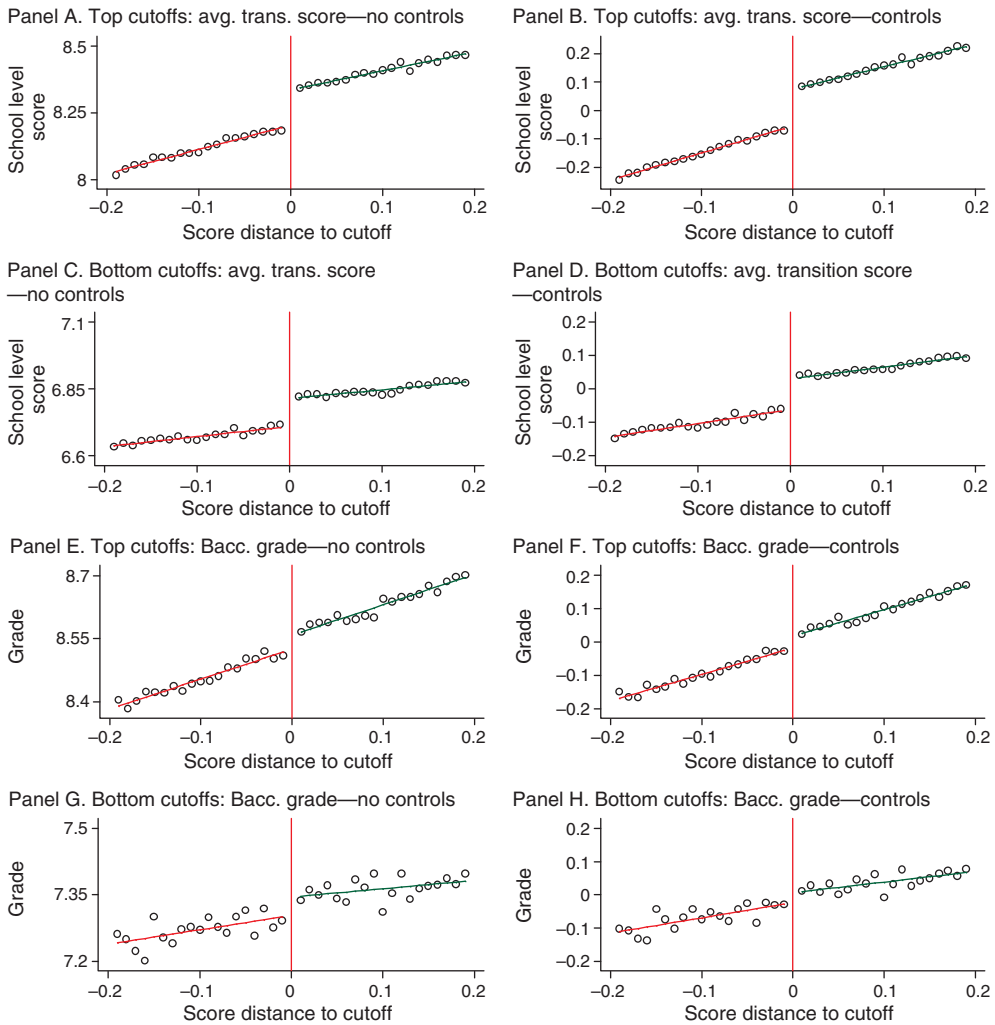 Panel A. Top cutoffs: avg. trans. score—no controls
School level
score
8.5
8.25
8
−0.2
−0.1
0
0.1
0.2
Score distance to cutoff
Panel B. Top cutoffs: avg. trans. score—controls
School level
score
0.2
0.1
0
−0.1
−0.2
−0.2
−0.1
0
0.1
0.2
Score distance to cutoff
Panel C. Bottom cutoffs: avg. trans. score
—no controls
School level
score
7.1
6.85
6.6
−0.2
−0.1
0
0.1
0.2
Score distance to cutoff
Panel D. Bottom cutoffs: avg. transition score
—controls
School level
score
0.2
0.1
0
−0.1
−0.2
−0.2
−0.1
0
0.1
0.2
Score distance to cutoff
Panel E. Top cutoffs: Bacc. grade—no controls
Grade
8.7
8.55
8.4
−0.2
−0.1
0
0.1
0.2
Score distance to cutoff
Panel F. Top cutoffs: Bacc. grade—controls
Grade
0.2
0.1
0
−0.1
−0.2
−0.2
−0.1
0
0.1
0.2
Score distance to cutoff
Panel G. Bottom cutoffs: Bacc. grade—no controls
Grade
7.5
7.35
7.2
−0.2
−0.1
0
0.1
0.2
Score distance to cutoff
Panel H. Bottom cutoffs: Bacc. grade—controls
Grade
0.2
0.1
0
−0.1
−0.2
−0.2
−0.1
0
0.1
0.2
Score distance to cutoff